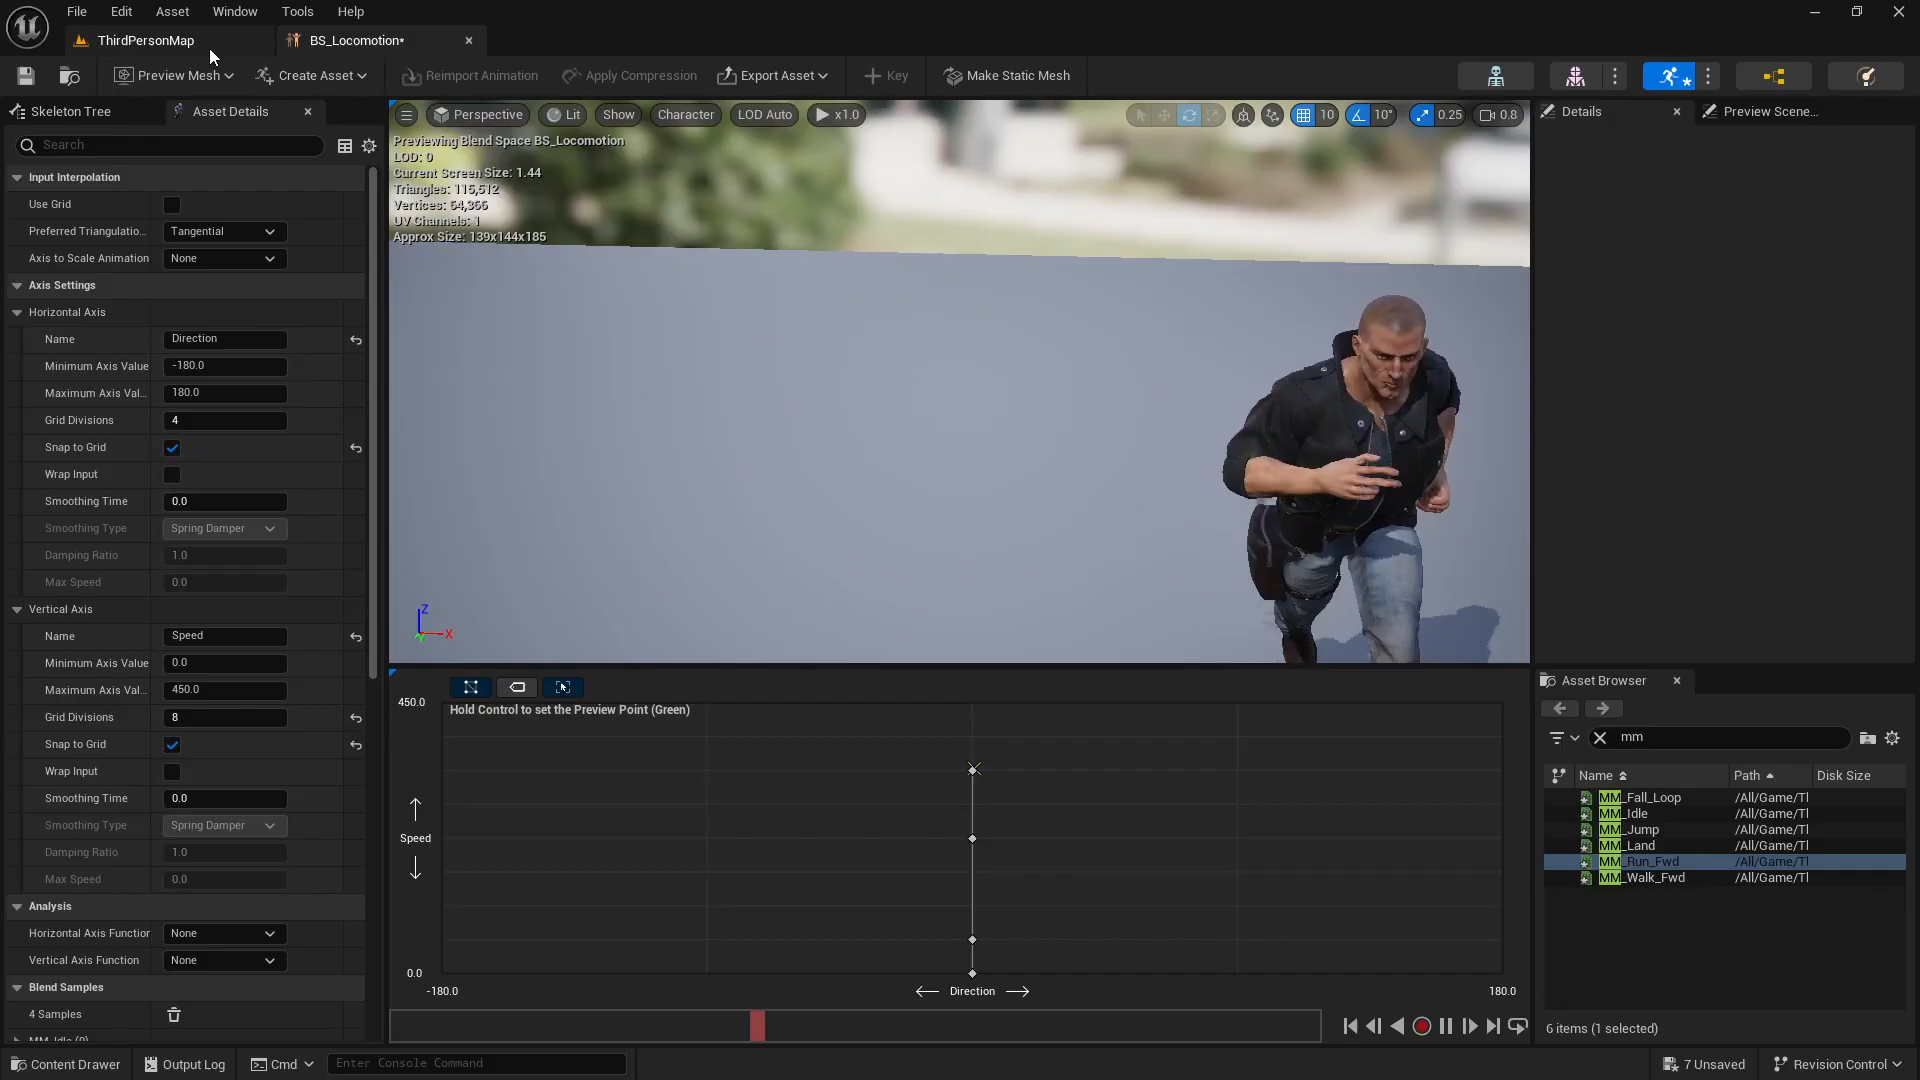 File Edit Asset Window Tools Help
ThirdPersonMap
BS_Locomotion*
Preview Mesh
Create Asset
Reimport Animation
Apply Compression
Export Asset
Key
Make Static Mesh
Skeleton Tree
Asset Details
Search
Input Interpolation
Use Grid
Preferred Triangulatio...
Tangential
Axis to Scale Animation
None
Axis Settings
Horizontal Axis
Name
Direction
Minimum Axis Value
-180.0
Maximum Axis Val...
180.0
Grid Divisions
4
Snap to Grid
Wrap Input
Smoothing Time
0.0
Smoothing Type
Spring Damper
Damping Ratio
1.0
Max Speed
0.0
Vertical Axis
Name
Speed
Minimum Axis Value
0.0
Maximum Axis Val...
450.0
Grid Divisions
8
Snap to Grid
Wrap Input
Smoothing Time
0.0
Smoothing Type
Spring Damper
Damping Ratio
1.0
Max Speed
0.0
Analysis
Horizontal Axis Function
None
Vertical Axis Function
None
Blend Samples
4 Samples
MM_Idle (0)
Perspective
Lit
Show
Character
LOD Auto
x1.0
10
10°
0.25
0.8
Previewing Blend Space BS_Locomotion
LOD: 0
Current Screen Size: 1.44
Triangles: 115,512
Vertices: 64,366
UV Channels: 1
Approx Size: 139x144x185
Z
X
Y
450.0
Hold Control to set the Preview Point (Green)
Speed
0.0
-180.0
Direction
180.0
Details
Preview Scene...
Asset Browser
mm
Name
Path
Disk Size
MM_Fall_Loop /All/Game/Tl
MM_Idle /All/Game/Tl
MM_Jump /All/Game/Tl
MM_Land /All/Game/Tl
MM_Run_Fwd /All/Game/Tl
MM_Walk_Fwd /All/Game/Tl
6 items (1 selected)
Content Drawer
Output Log
Cmd
Enter Console Command
7 Unsaved
Revision Control